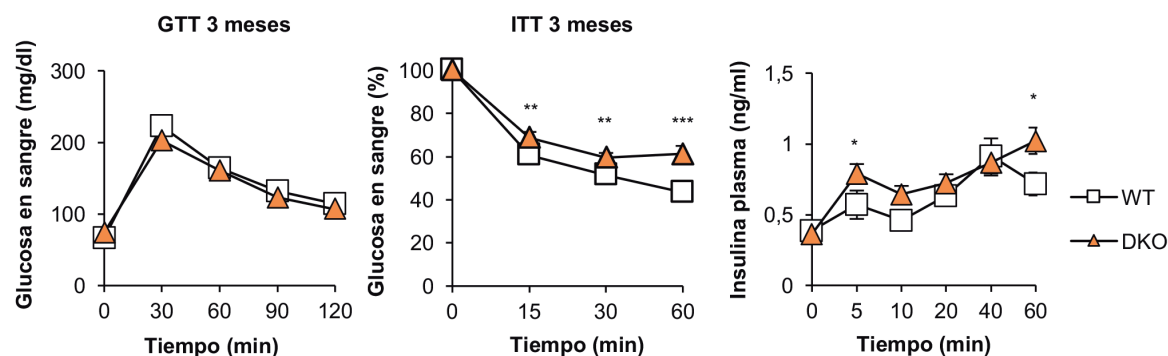 GTT 3 meses
Glucosa en sangre (mg/dl)
300
200
100
0
0 30 60 90 120
Tiempo (min)
ITT 3 meses
Glucosa en sangre (%)
100
80
60
40
20
0
** ** ***
0 15 30 60
Tiempo (min)
Insulina plasma (ng/ml)
1,5
1
0,5
0
* *
0 5 10 20 40 60
Tiempo (min)
WT
DKO